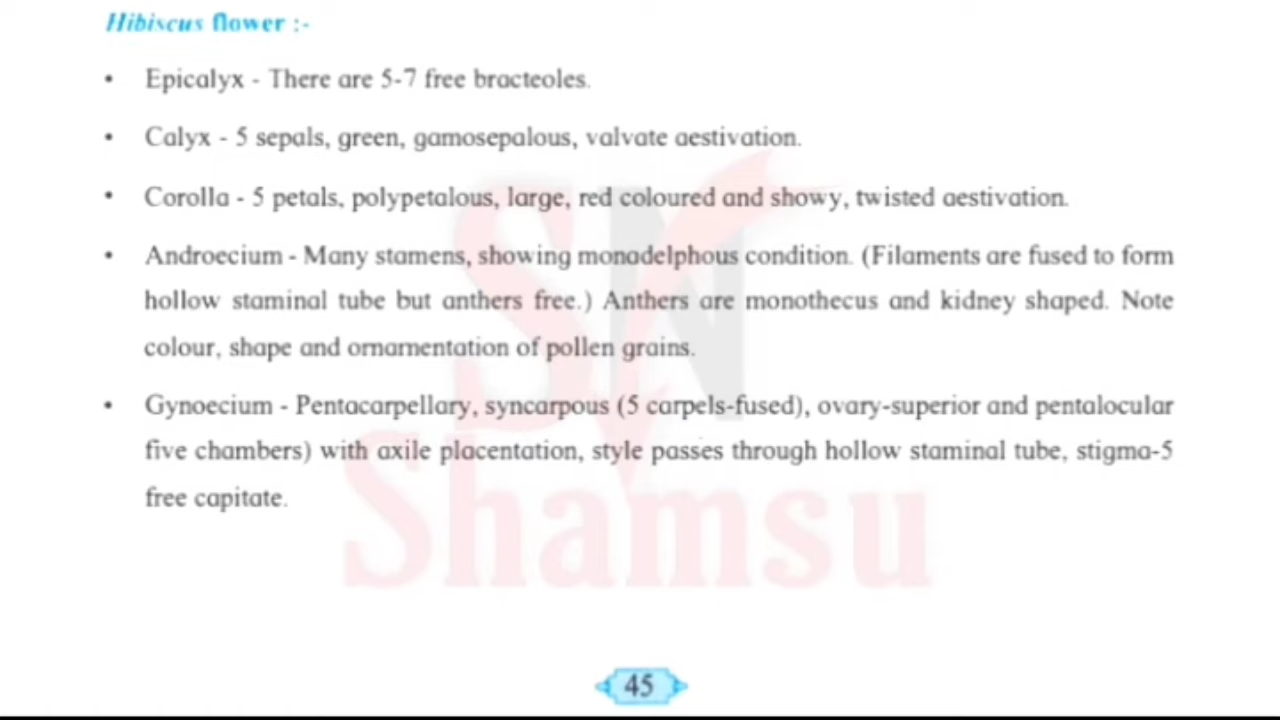 Hibiscus flower :-
• Epicalyx - There are 5-7 free bracteoles.
• Calyx - 5 sepals, green, gamosepalous, valvate aestivation.
• Corolla - 5 petals, polypetalous, large, red coloured and showy, twisted aestivation.
• Androecium - Many stamens, showing monadelphous condition. (Filaments are fused to form
hollow staminal tube but anthers free.) Anthers are monothecus and kidney shaped. Note
colour, shape and ornamentation of pollen grains.
• Gynoecium - Pentacarpellary, syncarpous (5 carpels-fused), ovary-superior and pentalocular
five chambers) with axile placentation, style passes through hollow staminal tube, stigma-5
free capitate.
SN
Shamsu
45